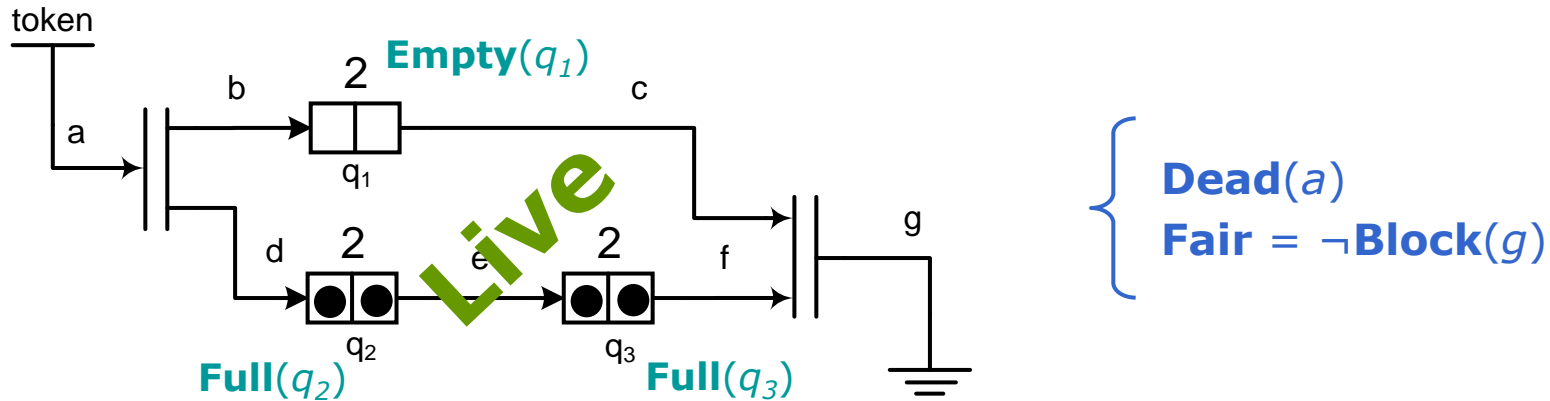 token
a
b
2
Empty(q1)
c
q1
Live
d
2
e
2
f
g
q2
q3
Full(q2)
Full(q3)
Dead(a)
Fair = ¬Block(g)